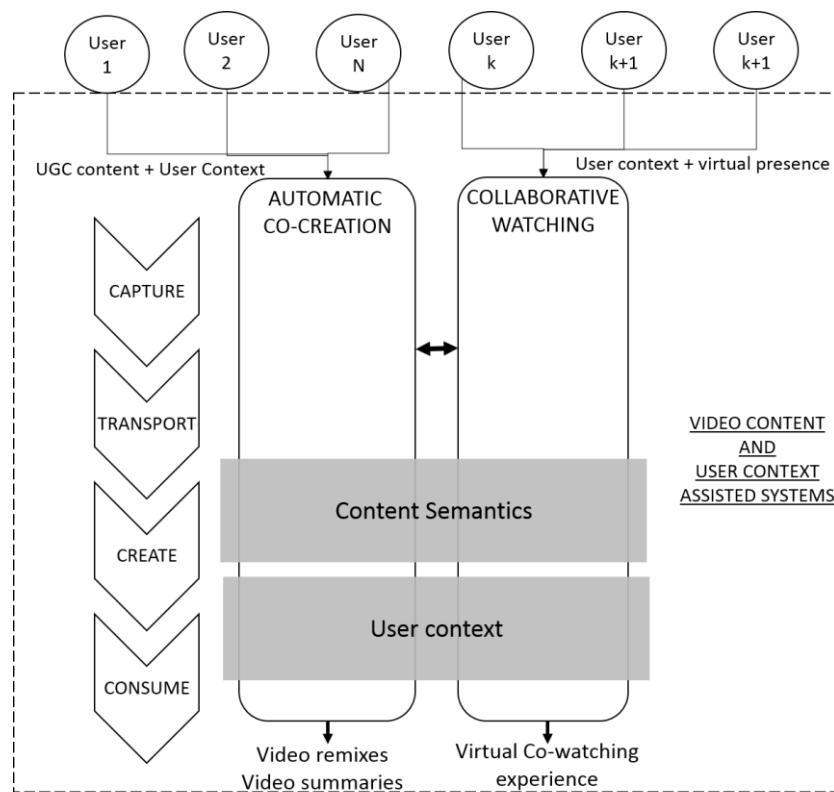 User
1
User
2
User
N
User
k
User
k+1
User
k+1
UGC content + User Context
User context + virtual presence
AUTOMATIC
CO-CREATION
COLLABORATIVE
WATCHING
CAPTURE
TRANSPORT
CREATE
CONSUME
VIDEO CONTENT
AND
USER CONTEXT
ASSISTED SYSTEMS
Content Semantics
User context
Video remixes
Video summaries
Virtual Co-watching
experience